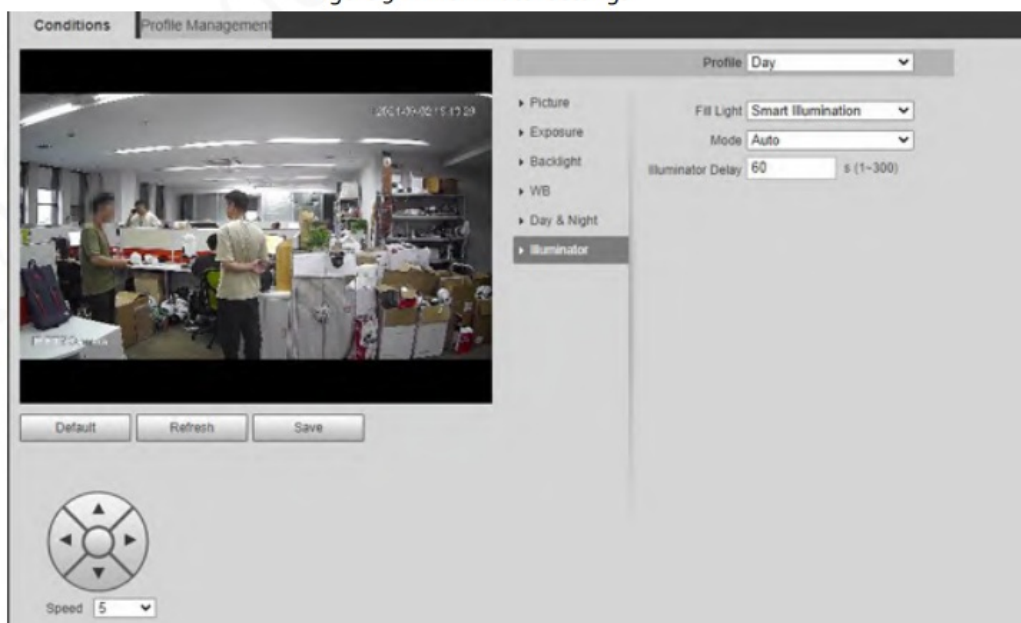 Conditions
Profile Management
Profile Day
Picture
Exposure
Backlight
WB
Day & Night
Illuminator
Fill Light Smart Illumination
Mode Auto
Illuminator Delay 60 s (1~300)
Default
Refresh
Save
Speed 5